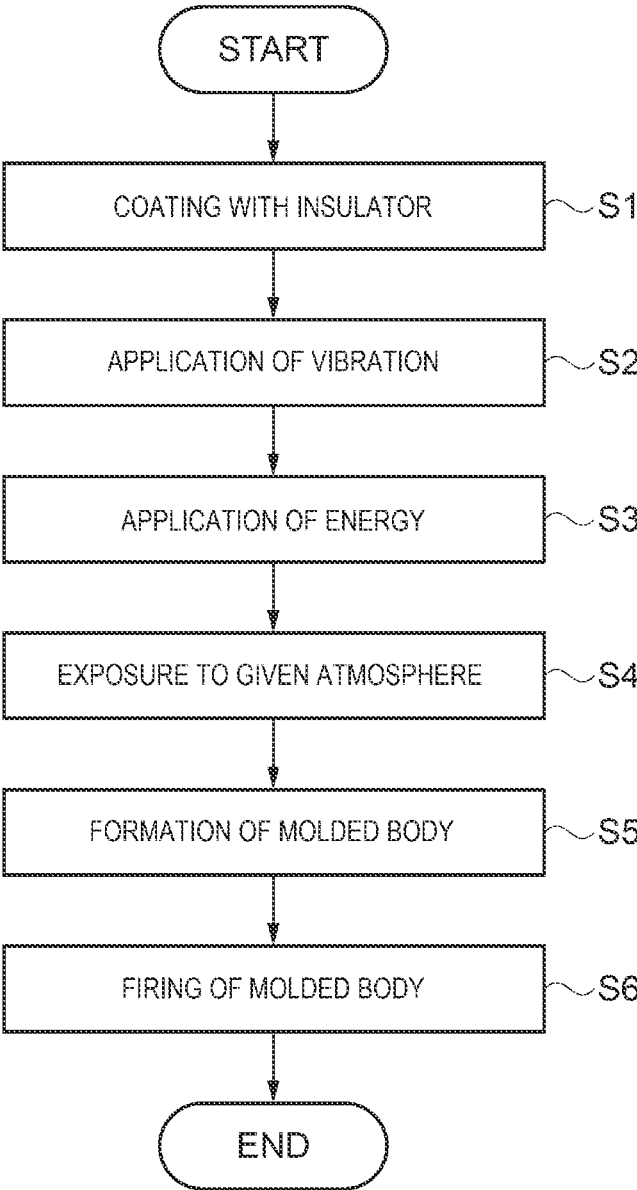 START
COATING WITH INSULATOR
S1
APPLICATION OF VIBRATION
S2
APPLICATION OF ENERGY
S3
EXPOSURE TO GIVEN ATMOSPHERE
S4
FORMATION OF MOLDED BODY
S5
FIRING OF MOLDED BODY
S6
END